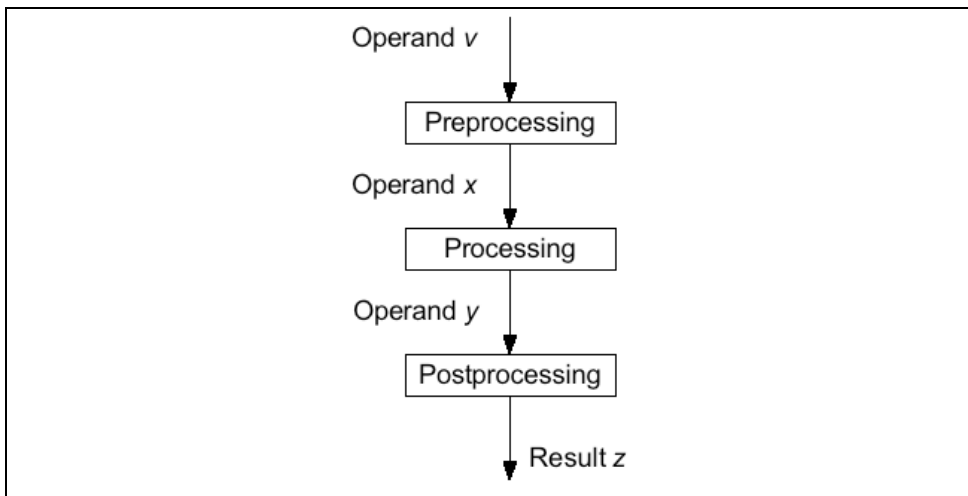 Operand v
Preprocessing
Operand x
Processing
Operand y
Postprocessing
Result z